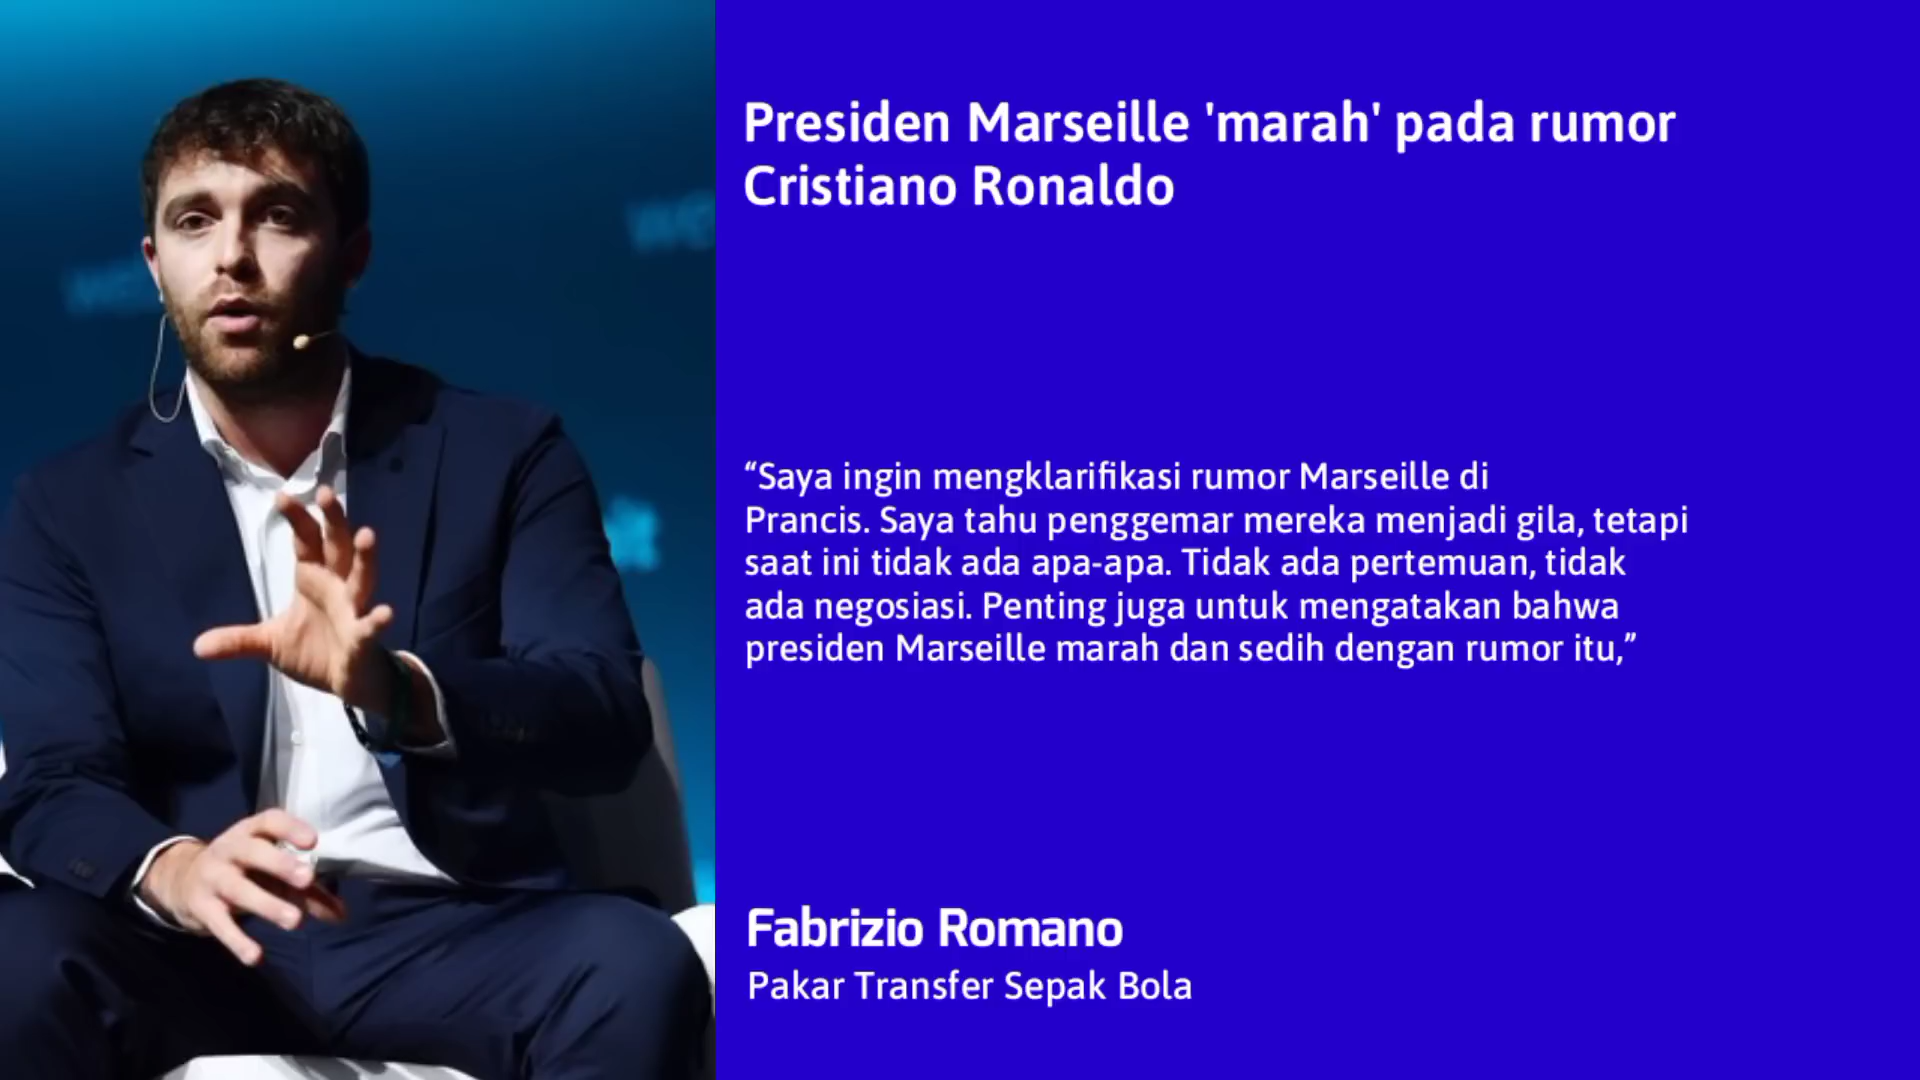 Presiden Marseille 'marah' pada rumor
Cristiano Ronaldo
“Saya ingin mengklarifikasi rumor Marseille di
Prancis. Saya tahu penggemar mereka menjadi gila, tetapi
saat ini tidak ada apa-apa. Tidak ada pertemuan, tidak
ada negosiasi. Penting juga untuk mengatakan bahwa
presiden Marseille marah dan sedih dengan rumor itu,”
Fabrizio Romano
Pakar Transfer Sepak Bola